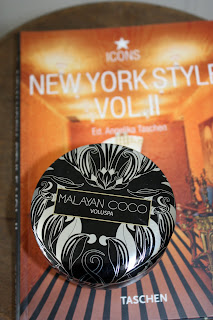 ICONS
NEW YORK STYLE
VOL. II
Ed. Angelika Taschen
MALAYAN COCO
VOLUSPA
TASCHEN